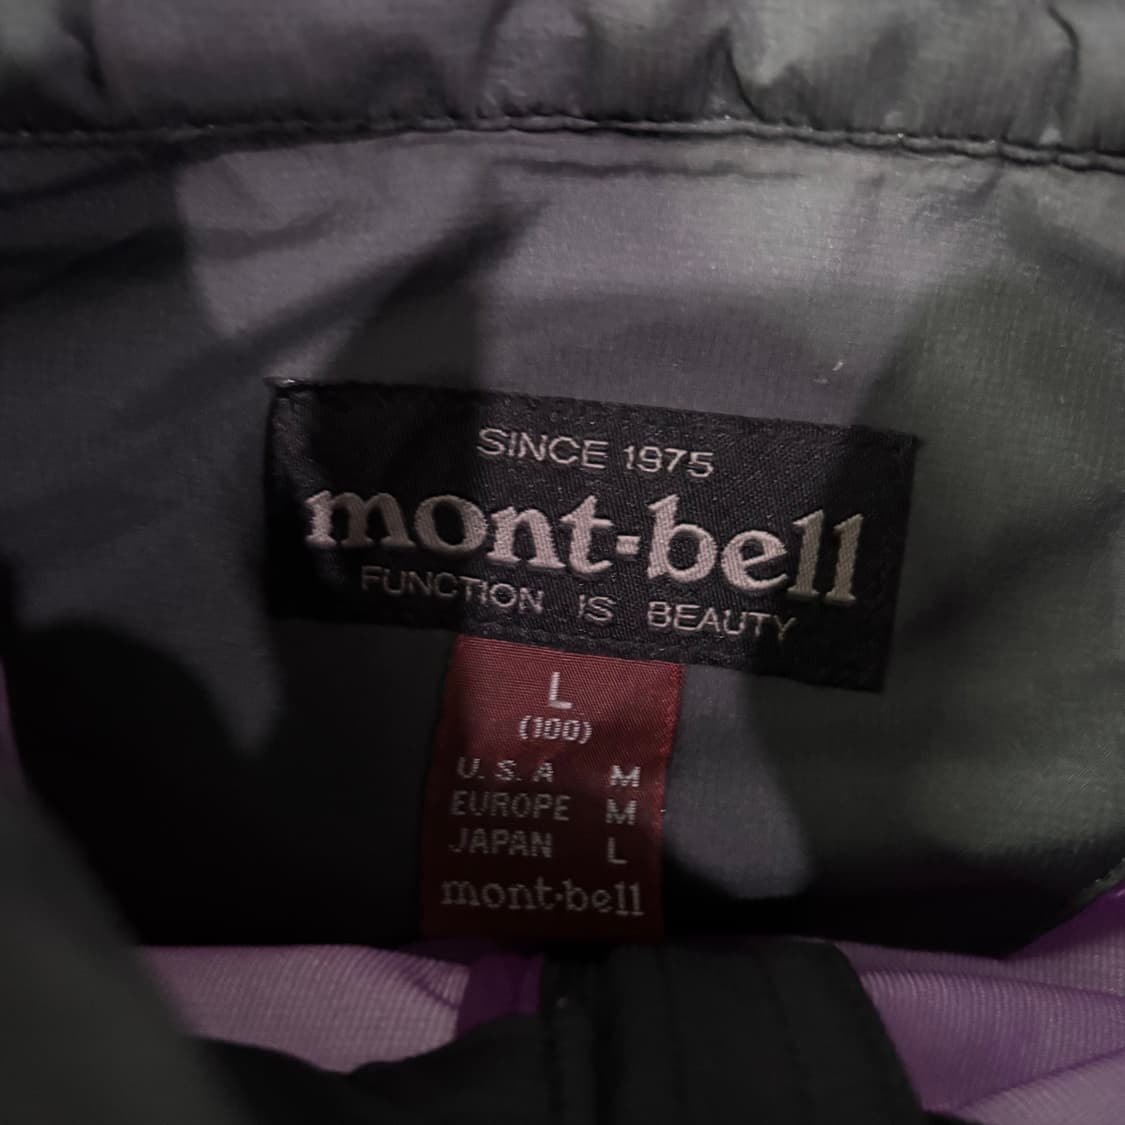 SINCE 1975
mont-bell
FUNCTION IS BEAUTY
L
(100)
U.S.A M
EUROPE M
JAPAN L
mont-bell